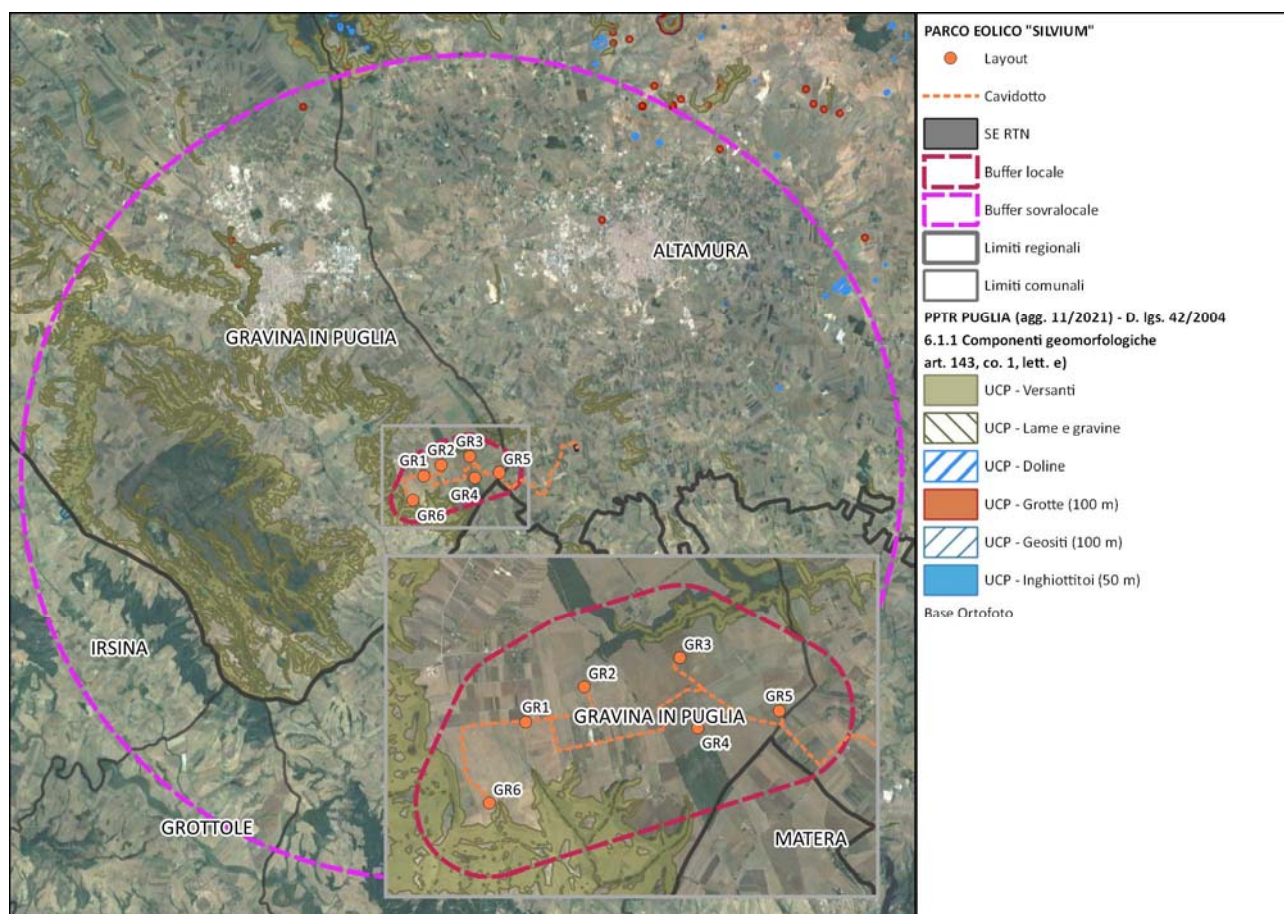 ALTAMURA
GRAVINA IN PUGLIA
GR3
GR2
GR1
GR5
GR4
GR6
IRSINA
GROTTOLE
GR3
GR2
GR5
GR1
GRAVINA IN PUGLIA
GR4
GR6
MATERA
PARCO EOLICO "SILVIUM"
Layout
Cavidotto
SE RTN
Buffer locale
Buffer sovralocale
Limiti regionali
Limiti comunali
PPTR PUGLIA (agg. 11/2021) - D. lgs. 42/2004
6.1.1 Componenti geomorfologiche
art. 143, co. 1, lett. e)
UCP - Versanti
UCP - Lame e gravine
UCP - Doline
UCP - Grotte (100 m)
UCP - Geositi (100 m)
UCP - Inghiottitoi (50 m)
Base Ortofoto